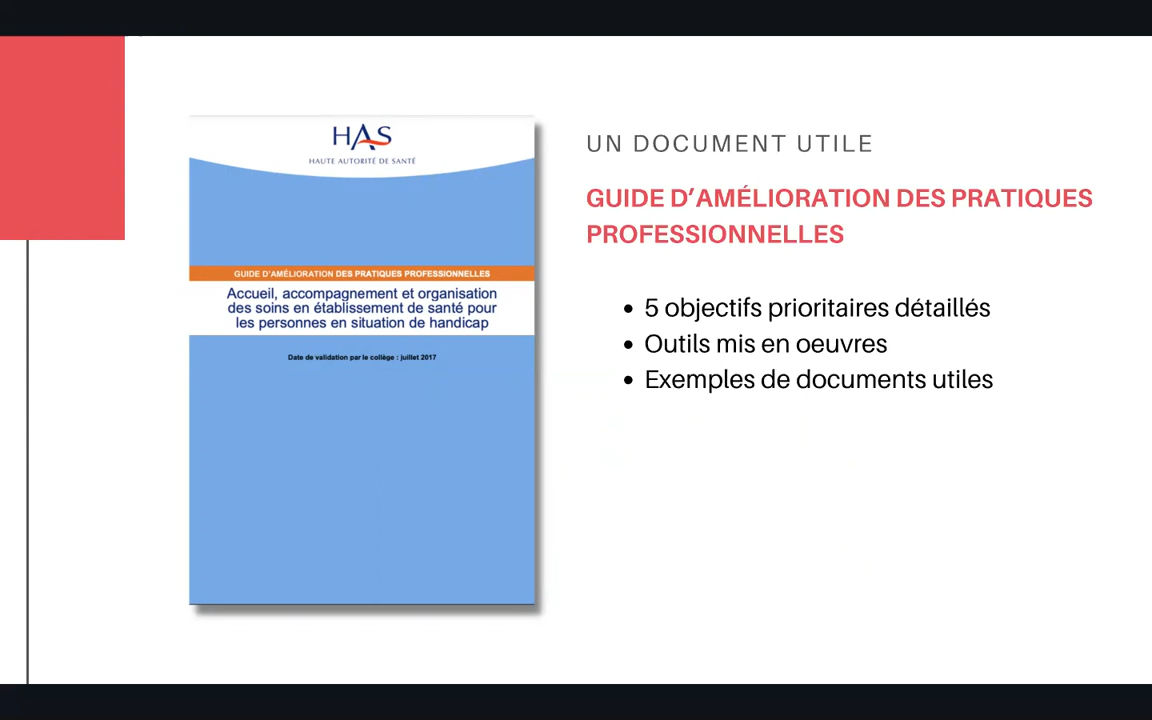 HAS
HAUTE AUTORITÉ DE SANTÉ
GUIDE D'AMÉLIORATION DES PRATIQUES PROFESSIONNELLES
Accueil, accompagnement et organisation
des soins en établissement de santé pour
les personnes en situation de handicap
Date de validation par le collège : juillet 2017
UN DOCUMENT UTILE
GUIDE D’AMÉLIORATION DES PRATIQUES
PROFESSIONNELLES
• 5 objectifs prioritaires détaillés
• Outils mis en oeuvres
• Exemples de documents utiles